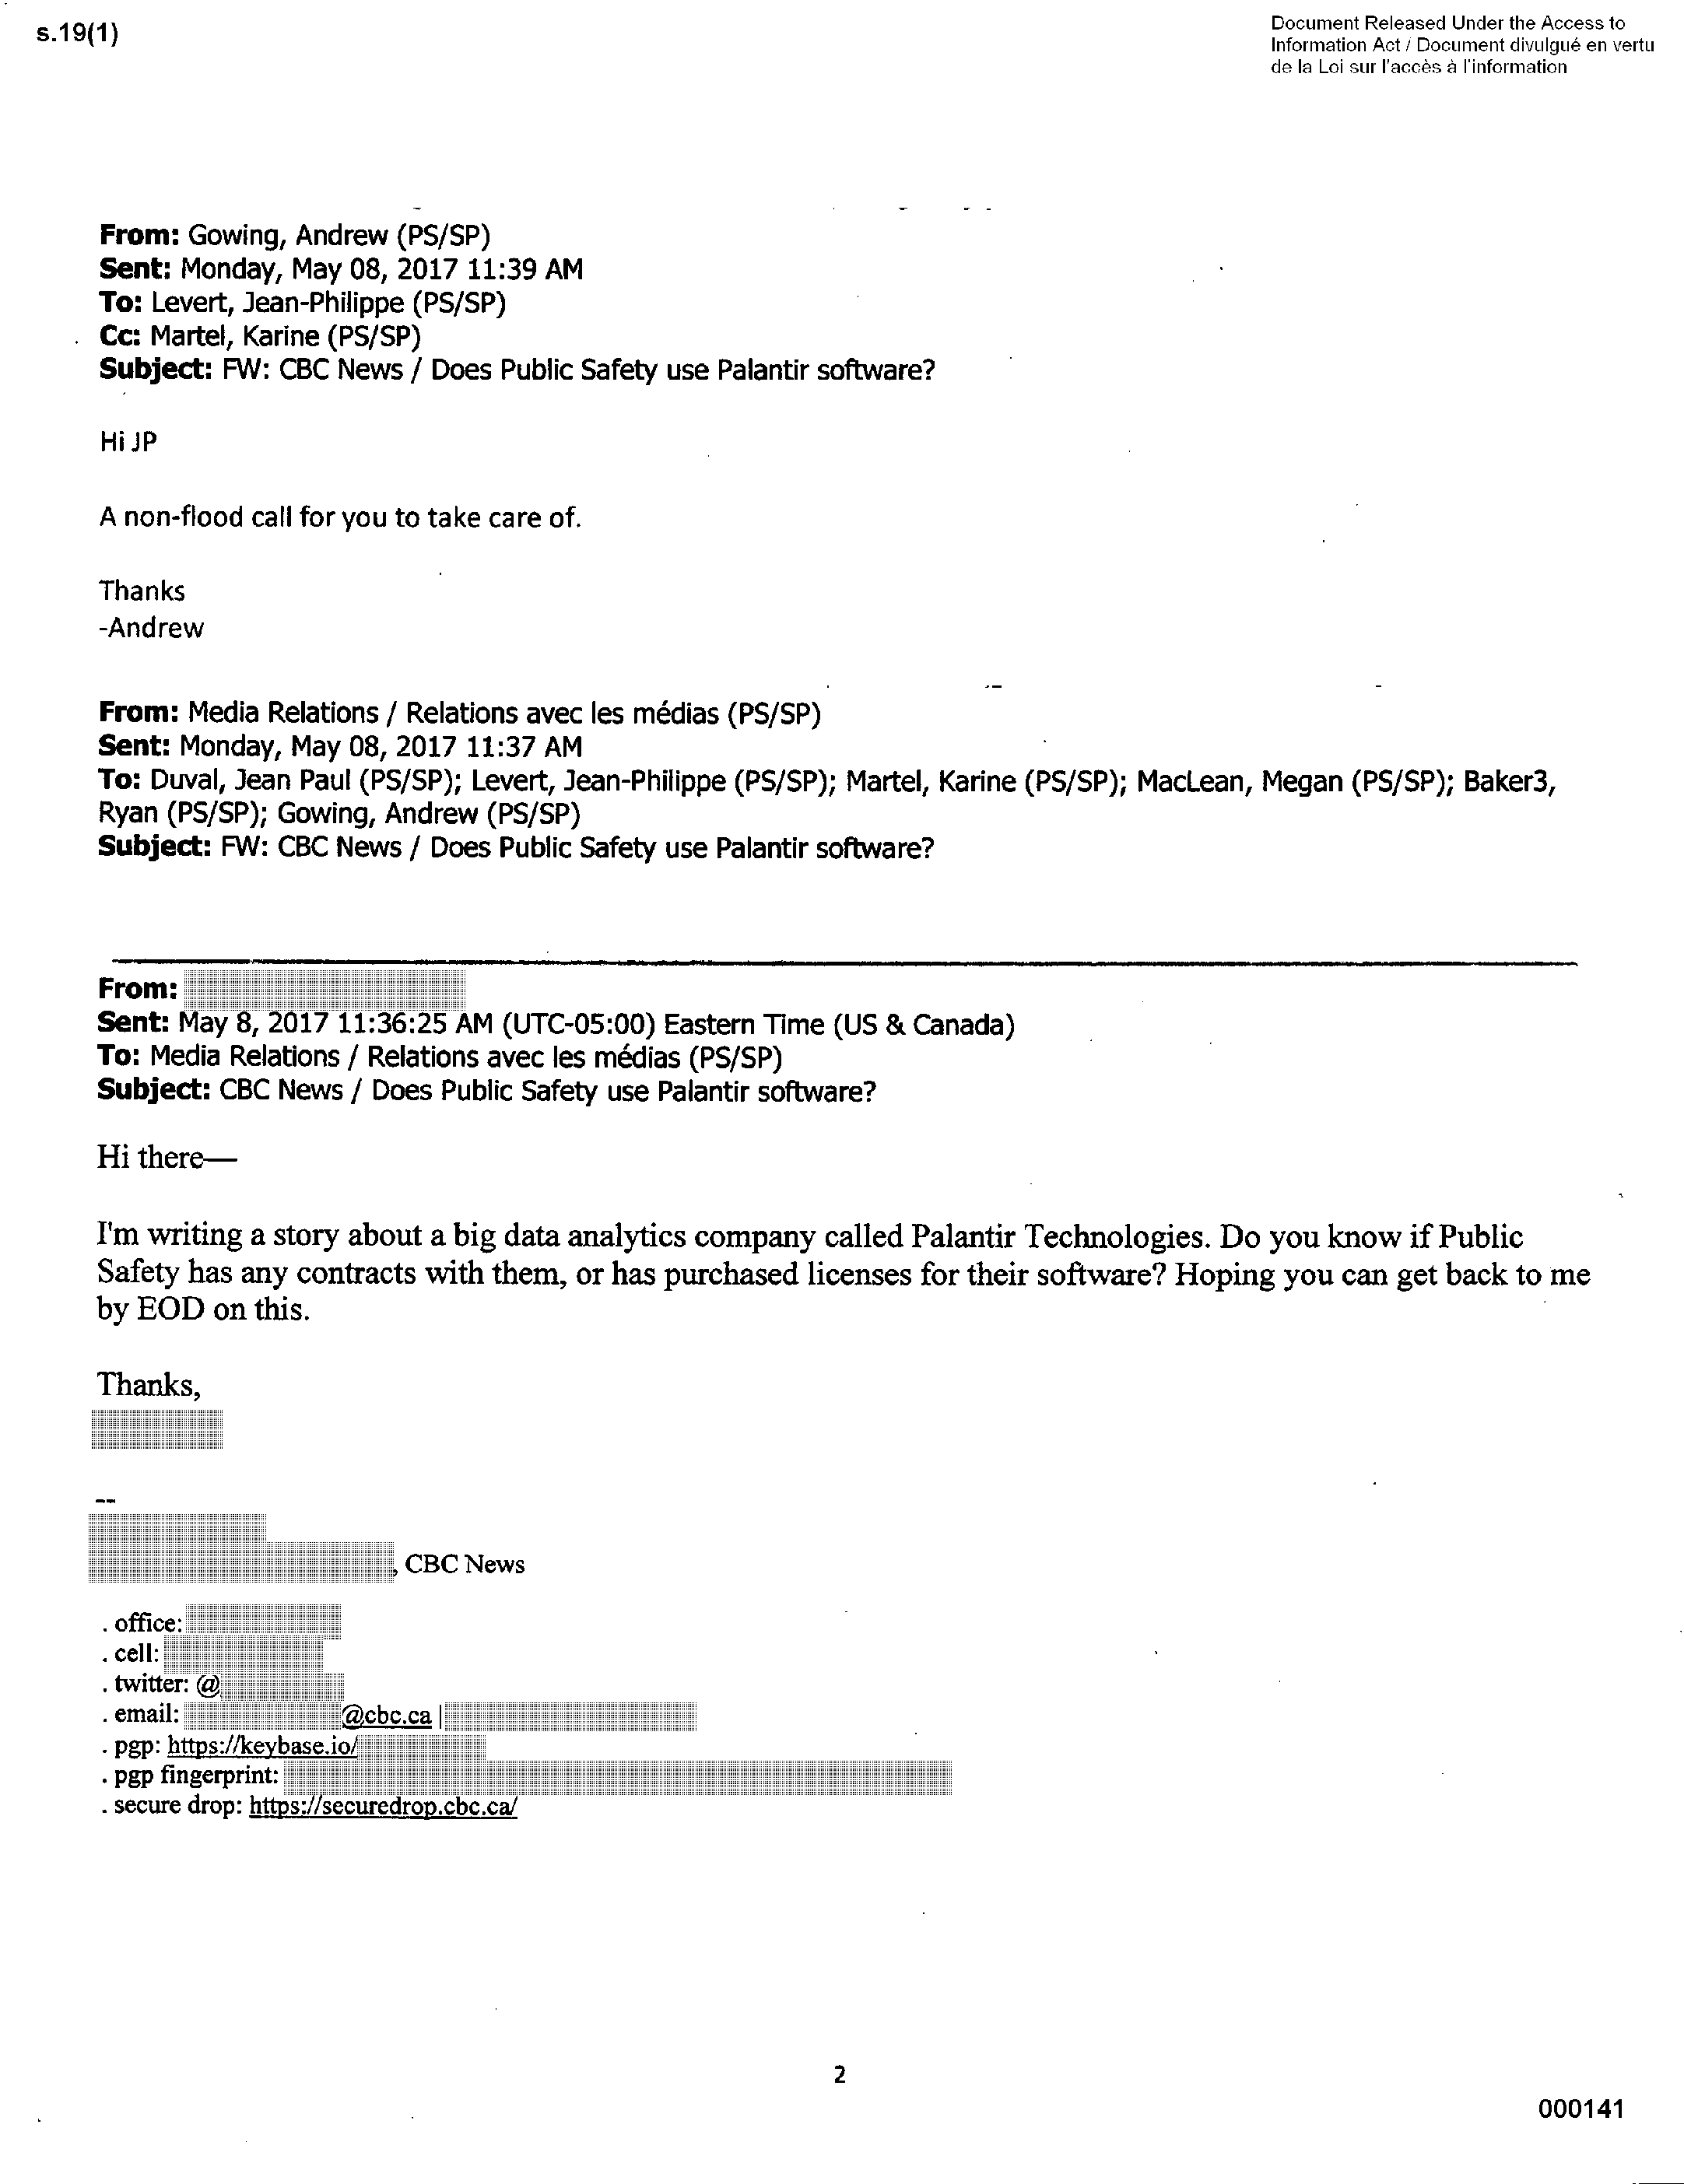 s.19(1)
Document Released Under the Access to
Information Act / Document divulgué en vertu
de la Loi sur l'accès à l'information
From: Gowing, Andrew (PS/SP)
Sent: Monday, May 08, 2017 11:39 AM
To: Levert, Jean-Philippe (PS/SP)
Cc: Martel, Karine (PS/SP)
Subject: FW: CBC News / Does Public Safety use Palantir software?
Hi JP
A non-flood call for you to take care of.
Thanks
-Andrew
From: Media Relations / Relations avec les médias (PS/SP)
Sent: Monday, May 08, 2017 11:37 AM
To: Duval, Jean Paul (PS/SP); Levert, Jean-Philippe (PS/SP); Martel, Karine (PS/SP); MacLean, Megan (PS/SP); Baker3,
Ryan (PS/SP); Gowing, Andrew (PS/SP)
Subject: FW: CBC News / Does Public Safety use Palantir software?
From:
Sent: May 8, 2017 11:36:25 AM (UTC-05:00) Eastern Time (US & Canada)
To: Media Relations / Relations avec les médias (PS/SP)
Subject: CBC News / Does Public Safety use Palantir software?
Hi there—
I'm writing a story about a big data analytics company called Palantir Technologies. Do you know if Public
Safety has any contracts with them, or has purchased licenses for their software? Hoping you can get back to me
by EOD on this.
Thanks,
--
, CBC News
. office:
. cell:
. twitter: @
. email: @cbc.ca |
. pgp: https://keybase.io/
. pgp fingerprint:
. secure drop: https://securedrop.cbc.ca/
2
000141